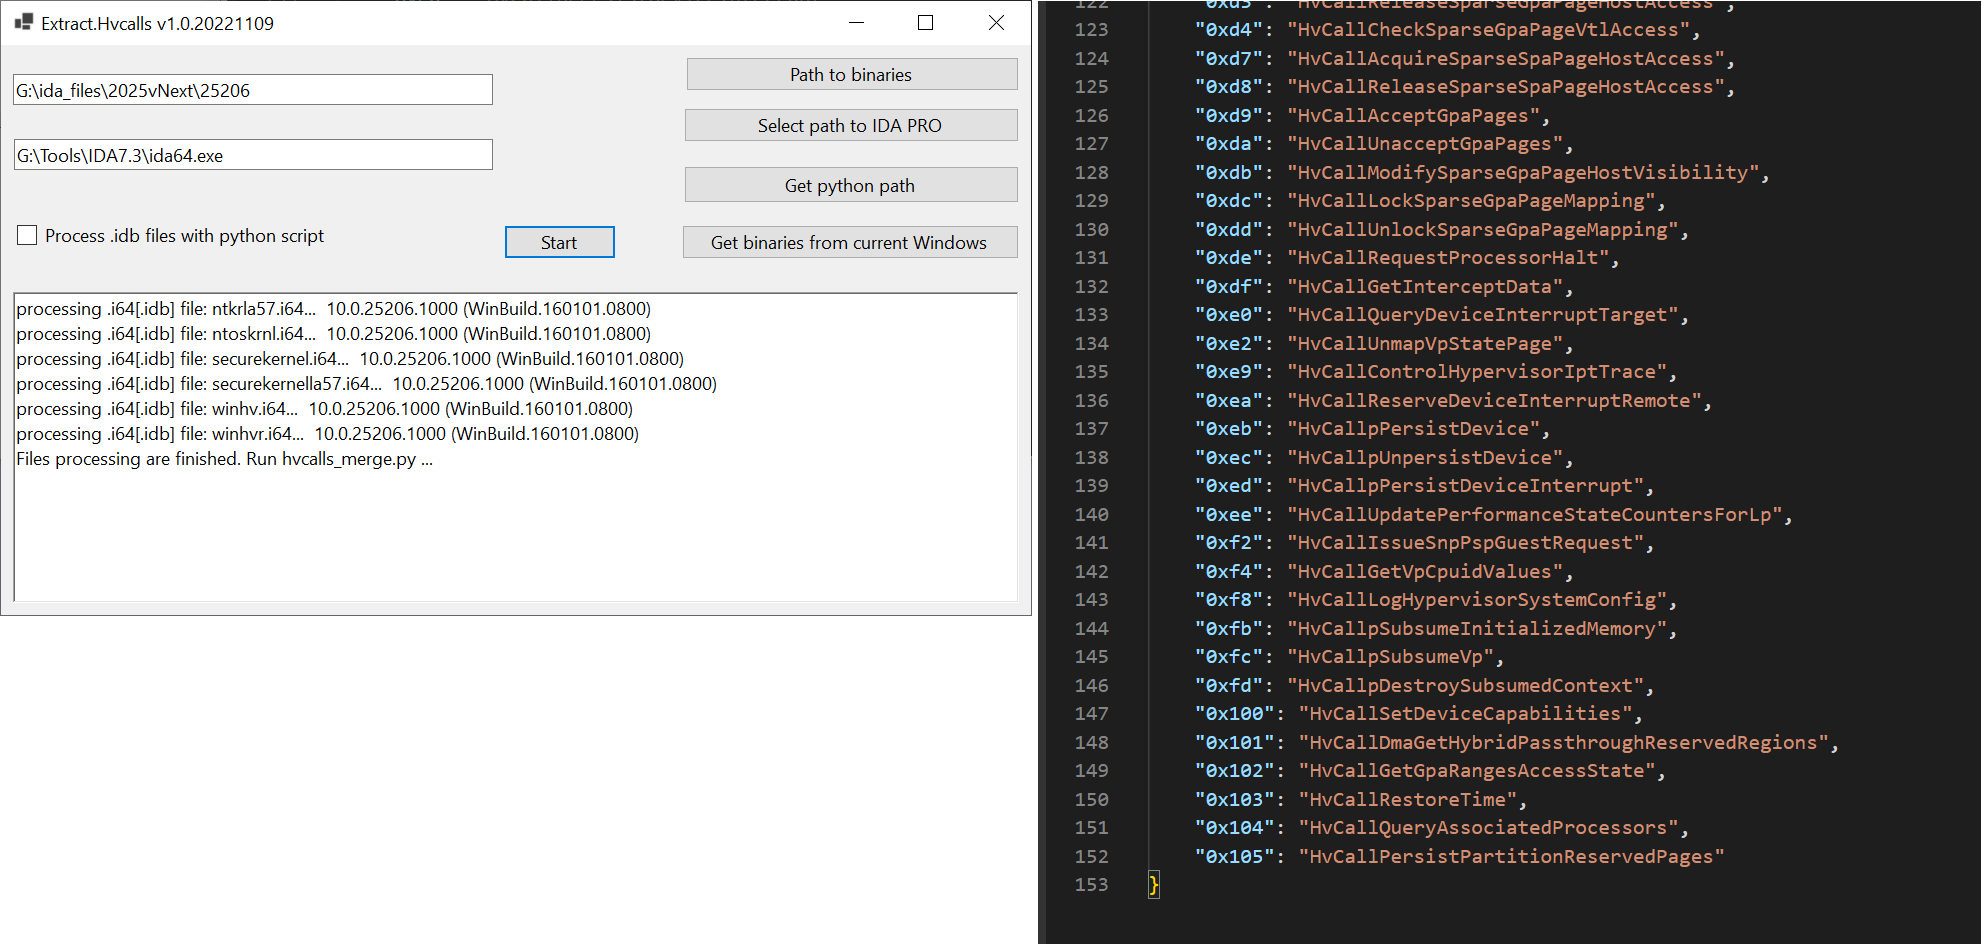 Extract.Hvcalls v1.0.20221109
G:\ida_files\2025vNext\25206
Path to binaries
Select path to IDA PRO
G:\Tools\IDA7.3\ida64.exe
Get python path
Process .idb files with python script
Start
Get binaries from current Windows
processing .i64[.idb] file: ntkrla57.i64...  10.0.25206.1000 (WinBuild.160101.0800)
processing .i64[.idb] file: ntoskrnl.i64...  10.0.25206.1000 (WinBuild.160101.0800)
processing .i64[.idb] file: securekernel.i64...  10.0.25206.1000 (WinBuild.160101.0800)
processing .i64[.idb] file: securekernella57.i64...  10.0.25206.1000 (WinBuild.160101.0800)
processing .i64[.idb] file: winhv.i64...  10.0.25206.1000 (WinBuild.160101.0800)
processing .i64[.idb] file: winhvr.i64...  10.0.25206.1000 (WinBuild.160101.0800)
Files processing are finished. Run hvcalls_merge.py ...
122 "0xd3": "HvCallReleaseSparseGpaPageHostAccess",
123 "0xd4": "HvCallCheckSparseGpaPageVtlAccess",
124 "0xd7": "HvCallAcquireSparseSpaPageHostAccess",
125 "0xd8": "HvCallReleaseSparseSpaPageHostAccess",
126 "0xd9": "HvCallAcceptGpaPages",
127 "0xda": "HvCallUnacceptGpaPages",
128 "0xdb": "HvCallModifySparseGpaPageHostVisibility",
129 "0xdc": "HvCallLockSparseGpaPageMapping",
130 "0xdd": "HvCallUnlockSparseGpaPageMapping",
131 "0xde": "HvCallRequestProcessorHalt",
132 "0xdf": "HvCallGetInterceptData",
133 "0xe0": "HvCallQueryDeviceInterruptTarget",
134 "0xe2": "HvCallUnmapVpStatePage",
135 "0xe9": "HvCallControlHypervisorIptTrace",
136 "0xea": "HvCallReserveDeviceInterruptRemote",
137 "0xeb": "HvCallpPersistDevice",
138 "0xec": "HvCallpUnpersistDevice",
139 "0xed": "HvCallpPersistDeviceInterrupt",
140 "0xee": "HvCallUpdatePerformanceStateCountersForLp",
141 "0xf2": "HvCallIssueSnpPspGuestRequest",
142 "0xf4": "HvCallGetVpCpuidValues",
143 "0xf8": "HvCallLogHypervisorSystemConfig",
144 "0xfb": "HvCallpSubsumeInitializedMemory",
145 "0xfc": "HvCallpSubsumeVp",
146 "0xfd": "HvCallpDestroySubsumedContext",
147 "0x100": "HvCallSetDeviceCapabilities",
148 "0x101": "HvCallDmaGetHybridPassthroughReservedRegions",
149 "0x102": "HvCallGetGpaRangesAccessState",
150 "0x103": "HvCallRestoreTime",
151 "0x104": "HvCallQueryAssociatedProcessors",
152 "0x105": "HvCallPersistPartitionReservedPages"
153 }